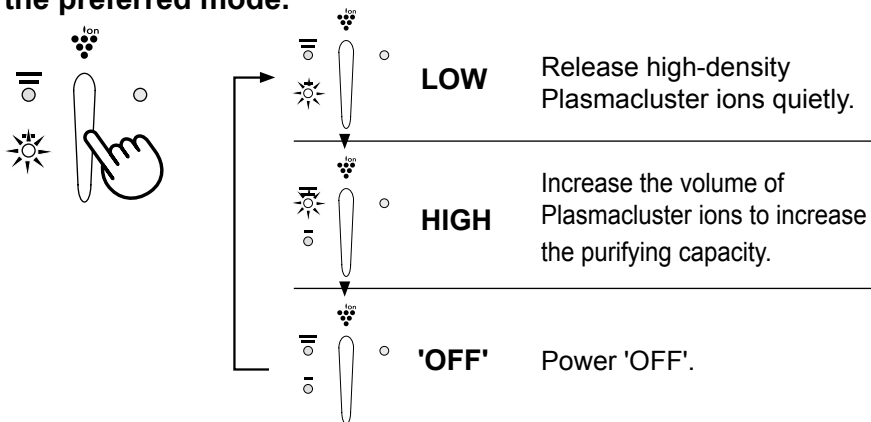 the preferred mode.
ion
ion
LOW
Release high-density
Plasmacluster ions quietly.
ion
HIGH
Increase the volume of
Plasmacluster ions to increase
the purifying capacity.
ion
'OFF'
Power 'OFF'.